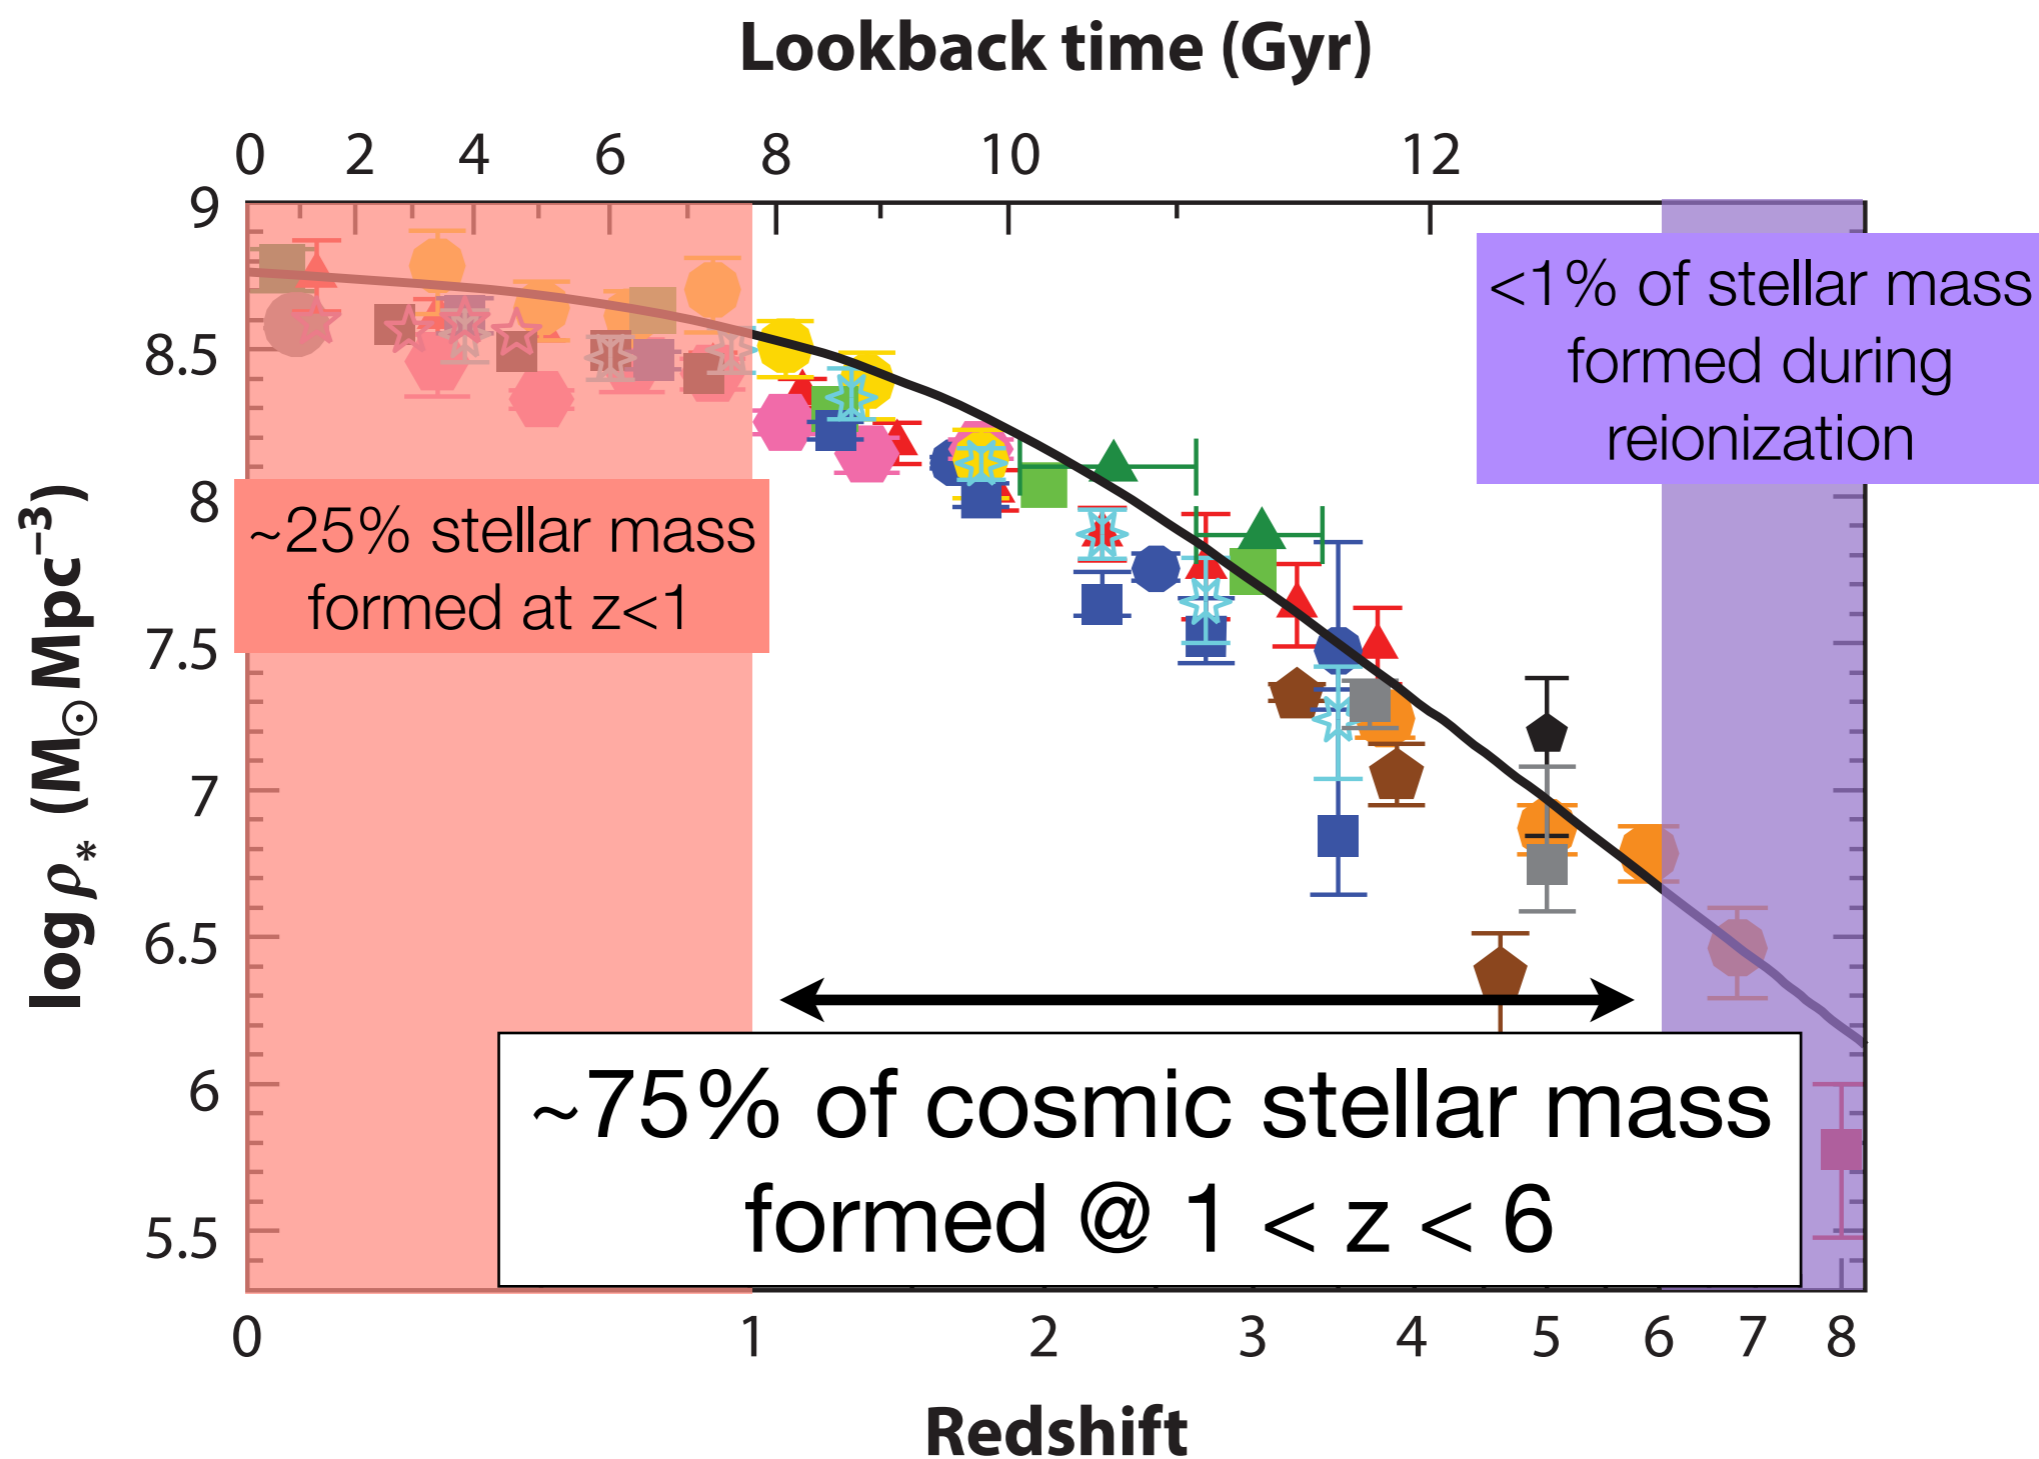 Lookback time (Gyr)
0 2 4 6 8 10 12
9
8.5
8
7.5
7
6.5
6
5.5
log ρ* (M⊙ Mpc−3)
~25% stellar mass
formed at z<1
<1% of stellar mass
formed during
reionization
~75% of cosmic stellar mass
formed @ 1 < z < 6
0 1 2 3 4 5 6 7 8
Redshift